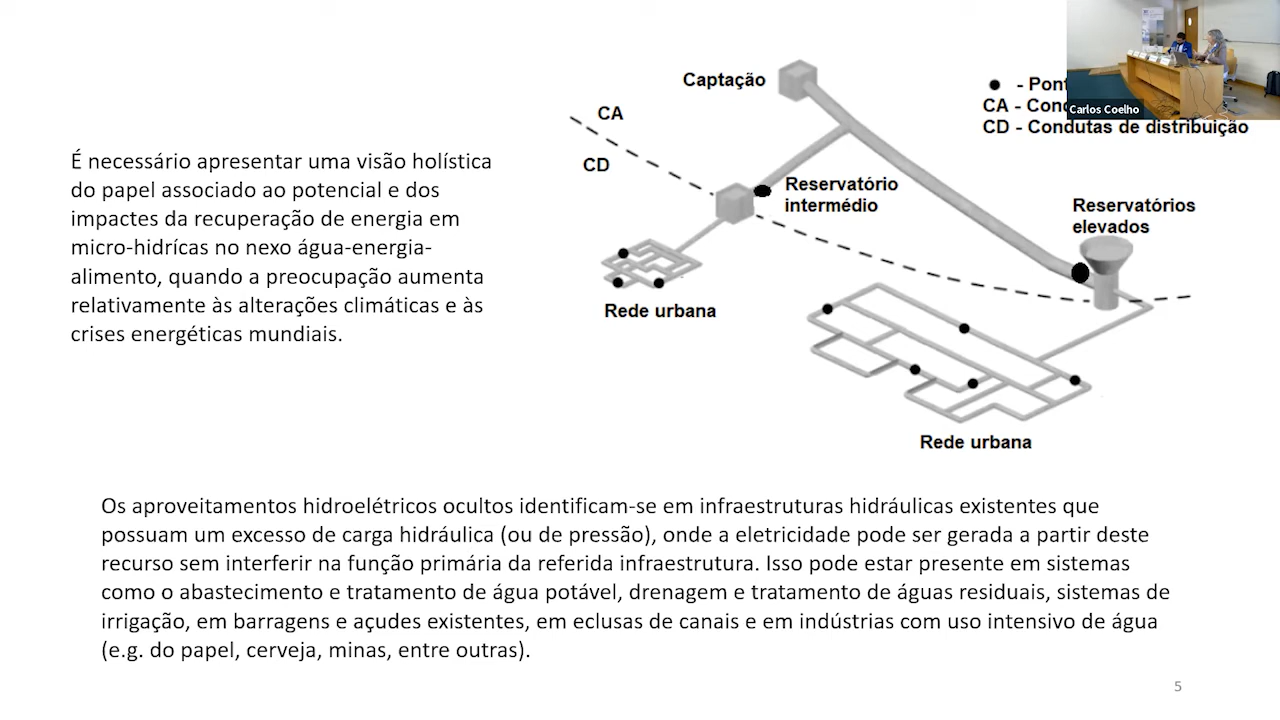 É necessário apresentar uma visão holística
do papel associado ao potencial e dos
impactes da recuperação de energia em
micro-hidrícas no nexo água-energia-
alimento, quando a preocupação aumenta
relativamente às alterações climáticas e às
crises energéticas mundiais.
Captação
CA
CD
Reservatório
intermédio
Reservatórios
elevados
Rede urbana
Rede urbana
CA -
CD - Condutas de distribuição
Carlos Coelho
Os aproveitamentos hidroelétricos ocultos identificam-se em infraestruturas hidráulicas existentes que
possuam um excesso de carga hidráulica (ou de pressão), onde a eletricidade pode ser gerada a partir deste
recurso sem interferir na função primária da referida infraestrutura. Isso pode estar presente em sistemas
como o abastecimento e tratamento de água potável, drenagem e tratamento de águas residuais, sistemas de
irrigação, em barragens e açudes existentes, em eclusas de canais e em indústrias com uso intensivo de água
(e.g. do papel, cerveja, minas, entre outras).
5